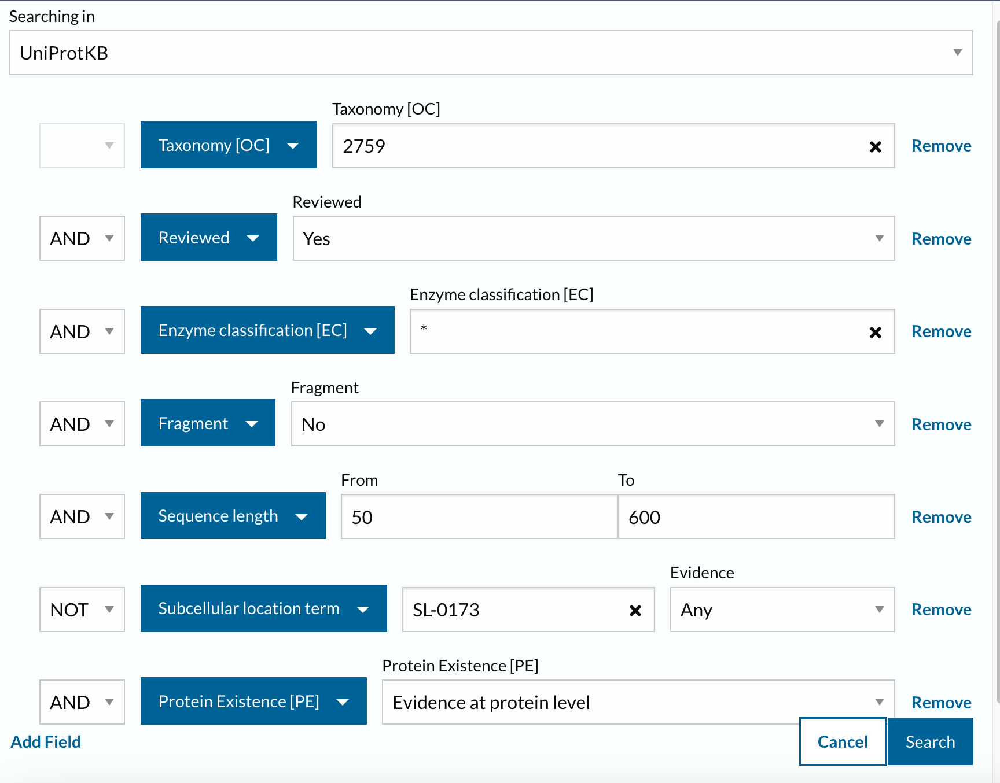 Searching in
UniProtKB
Taxonomy [OC]
Taxonomy [OC] 2759 Remove
Reviewed
AND Reviewed Yes Remove
Enzyme classification [EC]
AND Enzyme classification [EC] * Remove
Fragment
AND Fragment No Remove
From To
AND Sequence length 50 600 Remove
Evidence
NOT Subcellular location term SL-0173 Any Remove
Protein Existence [PE]
AND Protein Existence [PE] Evidence at protein level Remove
Add Field Cancel Search